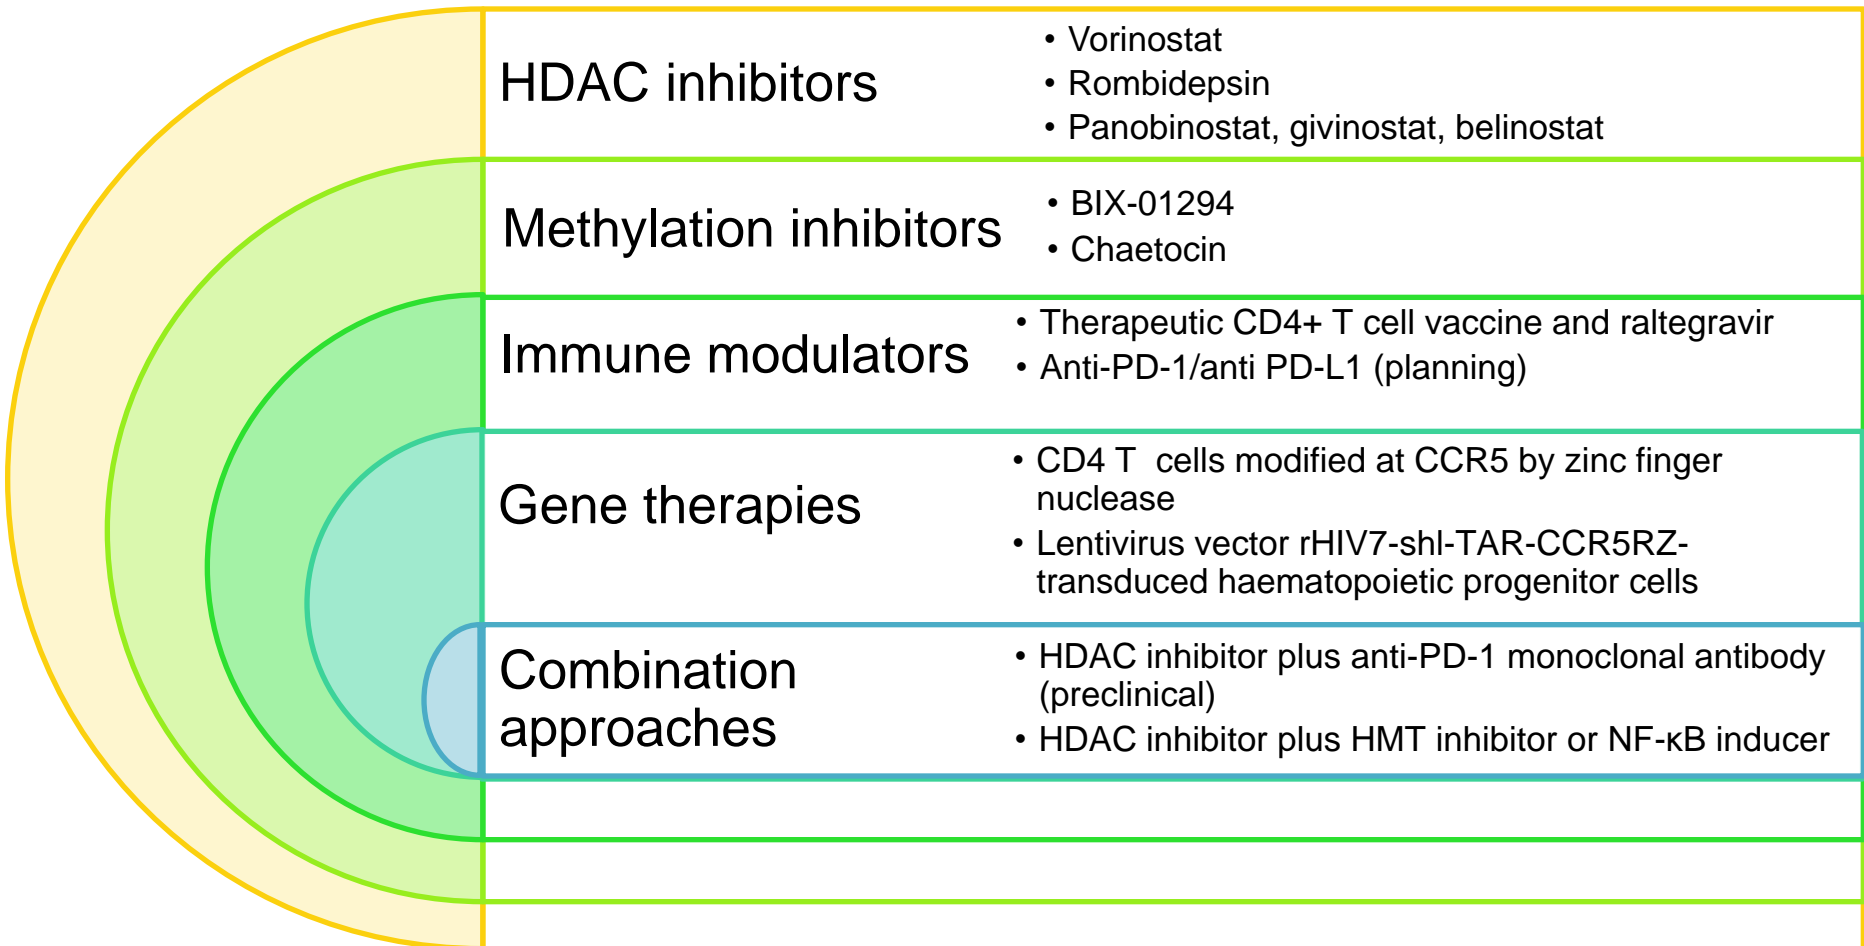 HDAC inhibitors
• Vorinostat
• Rombidepsin
• Panobinostat, givinostat, belinostat
Methylation inhibitors
• BIX-01294
• Chaetocin
Immune modulators
• Therapeutic CD4+ T cell vaccine and raltegravir
• Anti-PD-1/anti PD-L1 (planning)
Gene therapies
• CD4 T cells modified at CCR5 by zinc finger
nuclease
• Lentivirus vector rHIV7-shl-TAR-CCR5RZ-
transduced haematopoietic progenitor cells
Combination
approaches
• HDAC inhibitor plus anti-PD-1 monoclonal antibody
(preclinical)
• HDAC inhibitor plus HMT inhibitor or NF-κB inducer